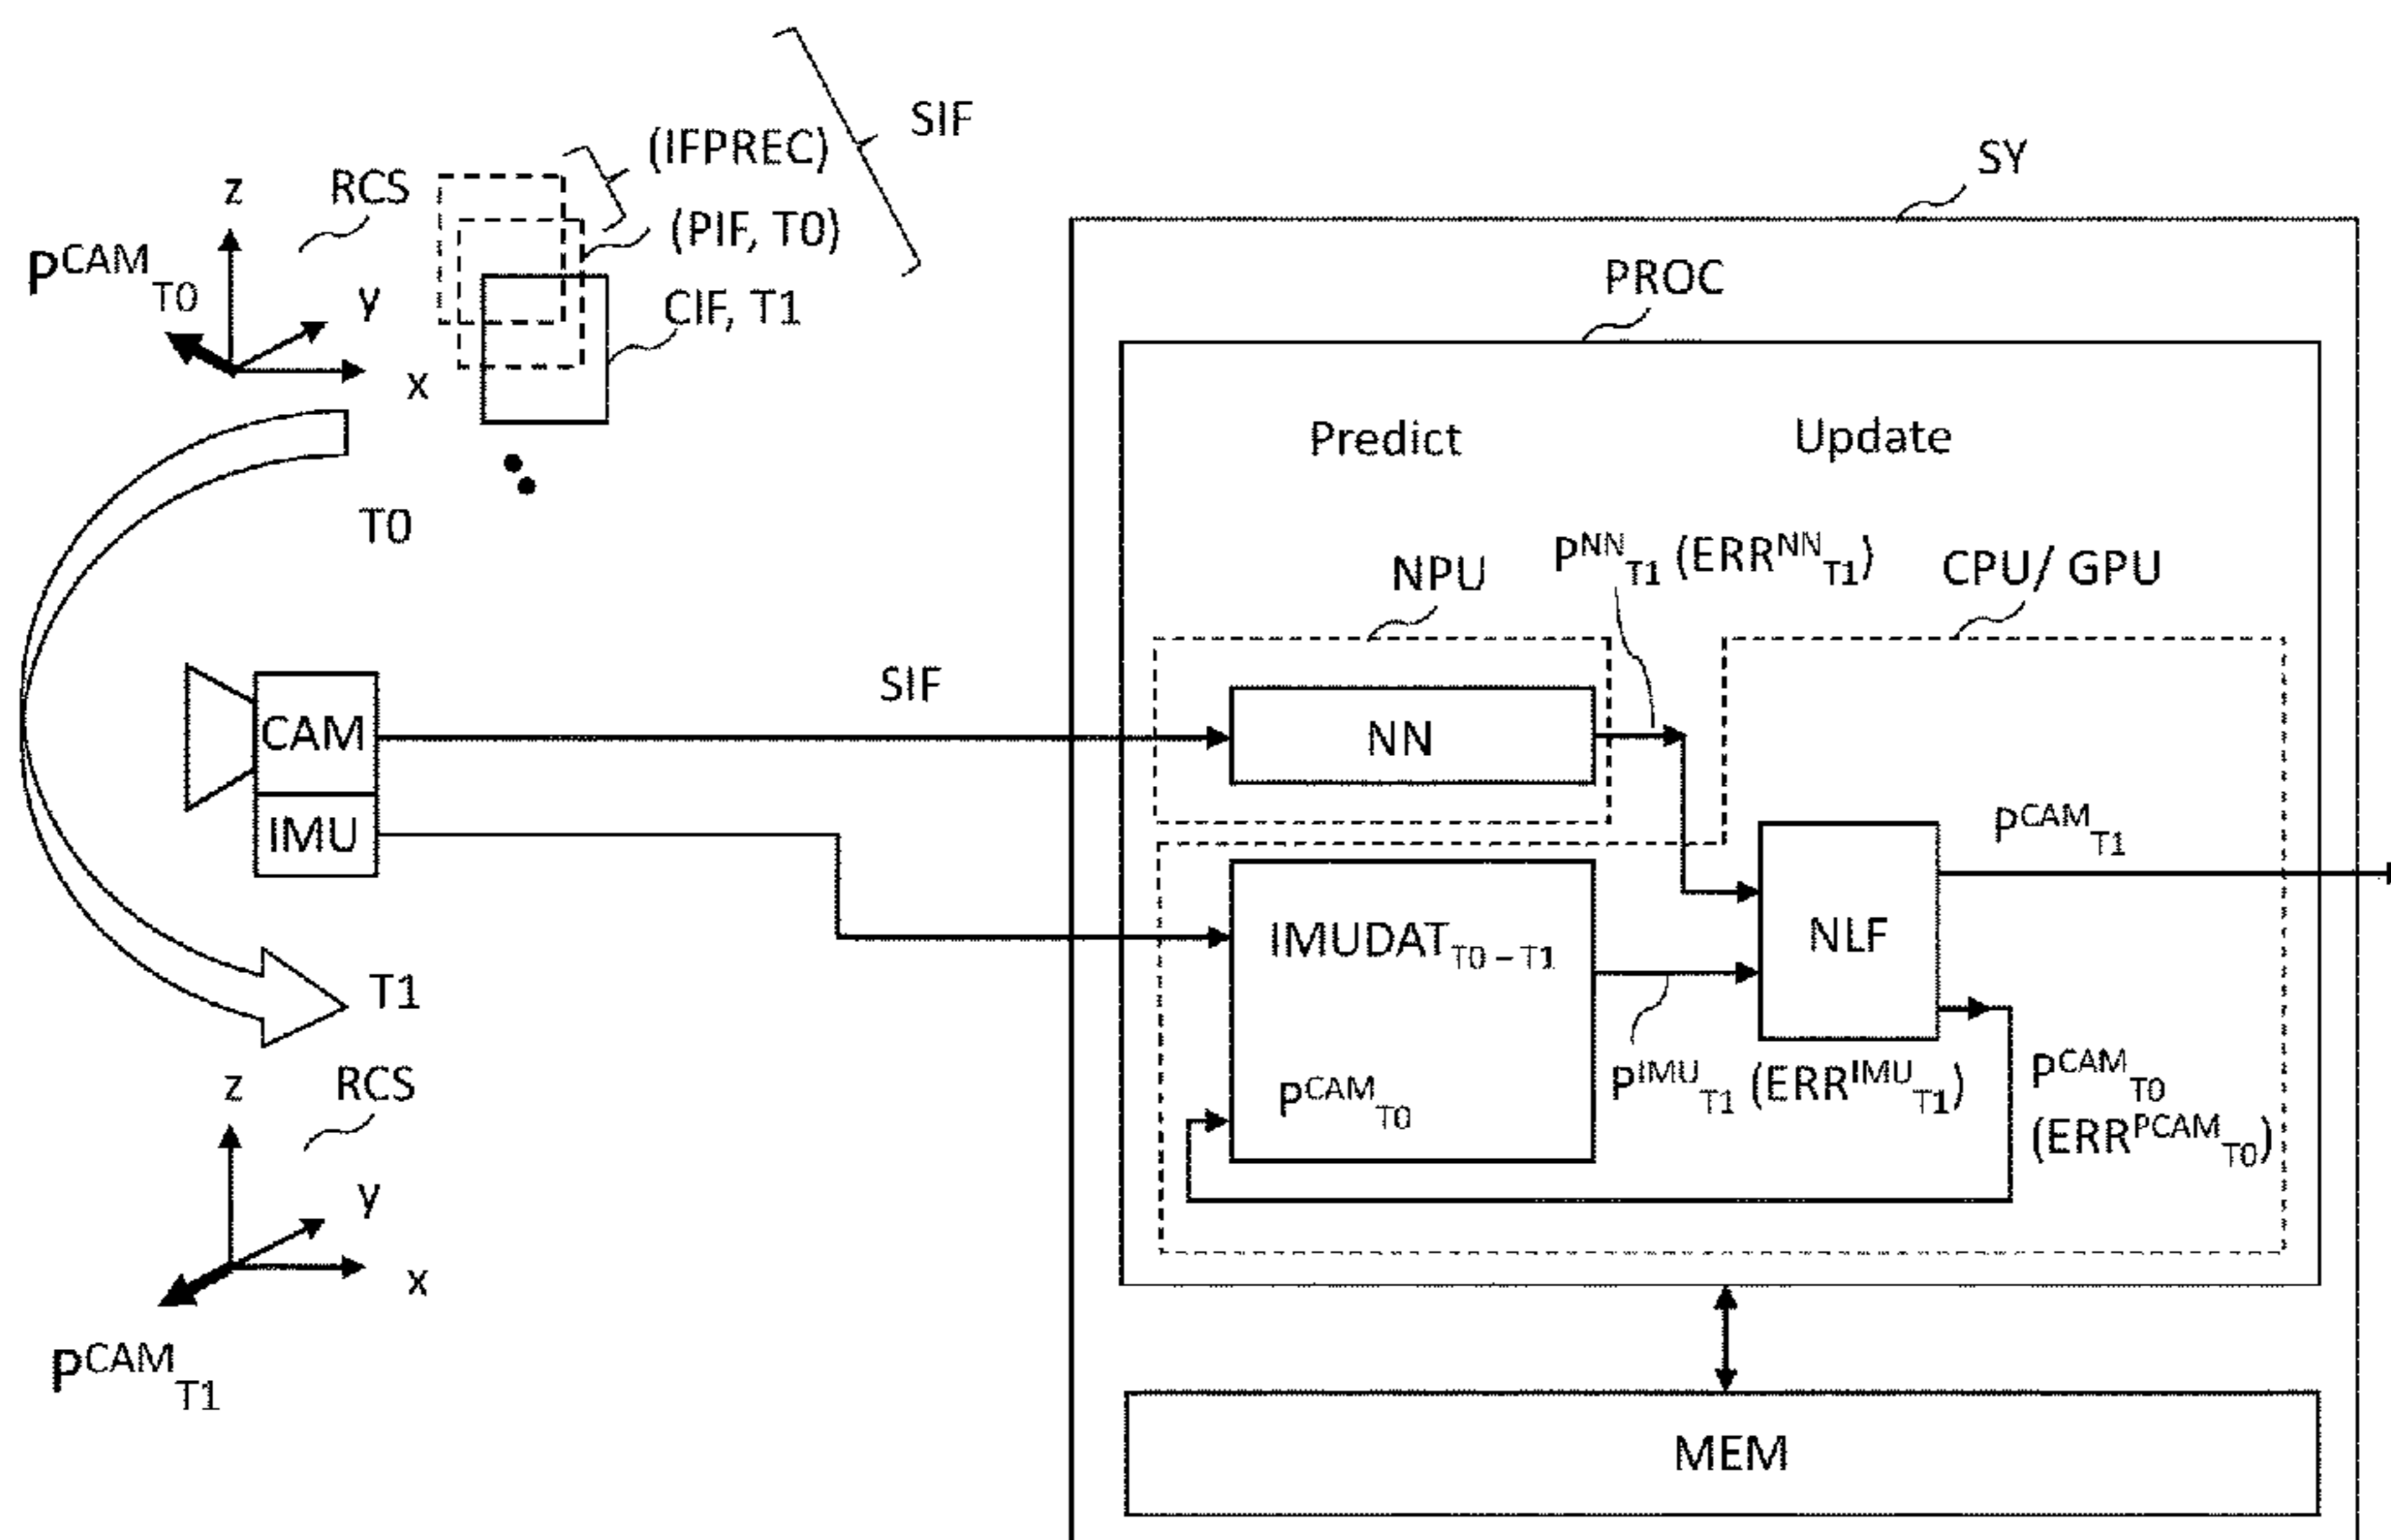 SIF
(IFPREC)
SY
z
RCS
(PIF, T0)
P^CAM_T0
y
PROC
CIF, T1
x
Predict
Update
T0
P^NN_T1 (ERR^NN_T1)
NPU
CPU/ GPU
SIF
CAM
NN
IMU
P^CAM_T1
IMUDAT_T0 – T1
NLF
T1
P^CAM_T0
P^IMU_T1 (ERR^IMU_T1)
P^CAM_T0
(ERR^PCAM_T0)
z
RCS
y
x
P^CAM_T1
MEM